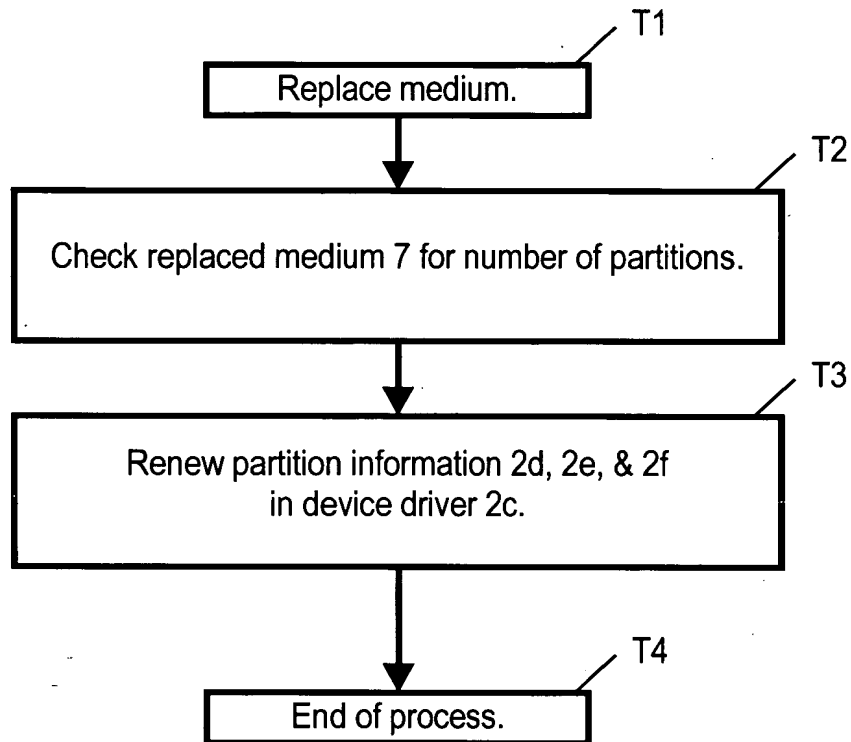 T1
Replace medium.
T2
Check replaced medium 7 for number of partitions.
T3
Renew partition information 2d, 2e, & 2f
in device driver 2c.
T4
End of process.